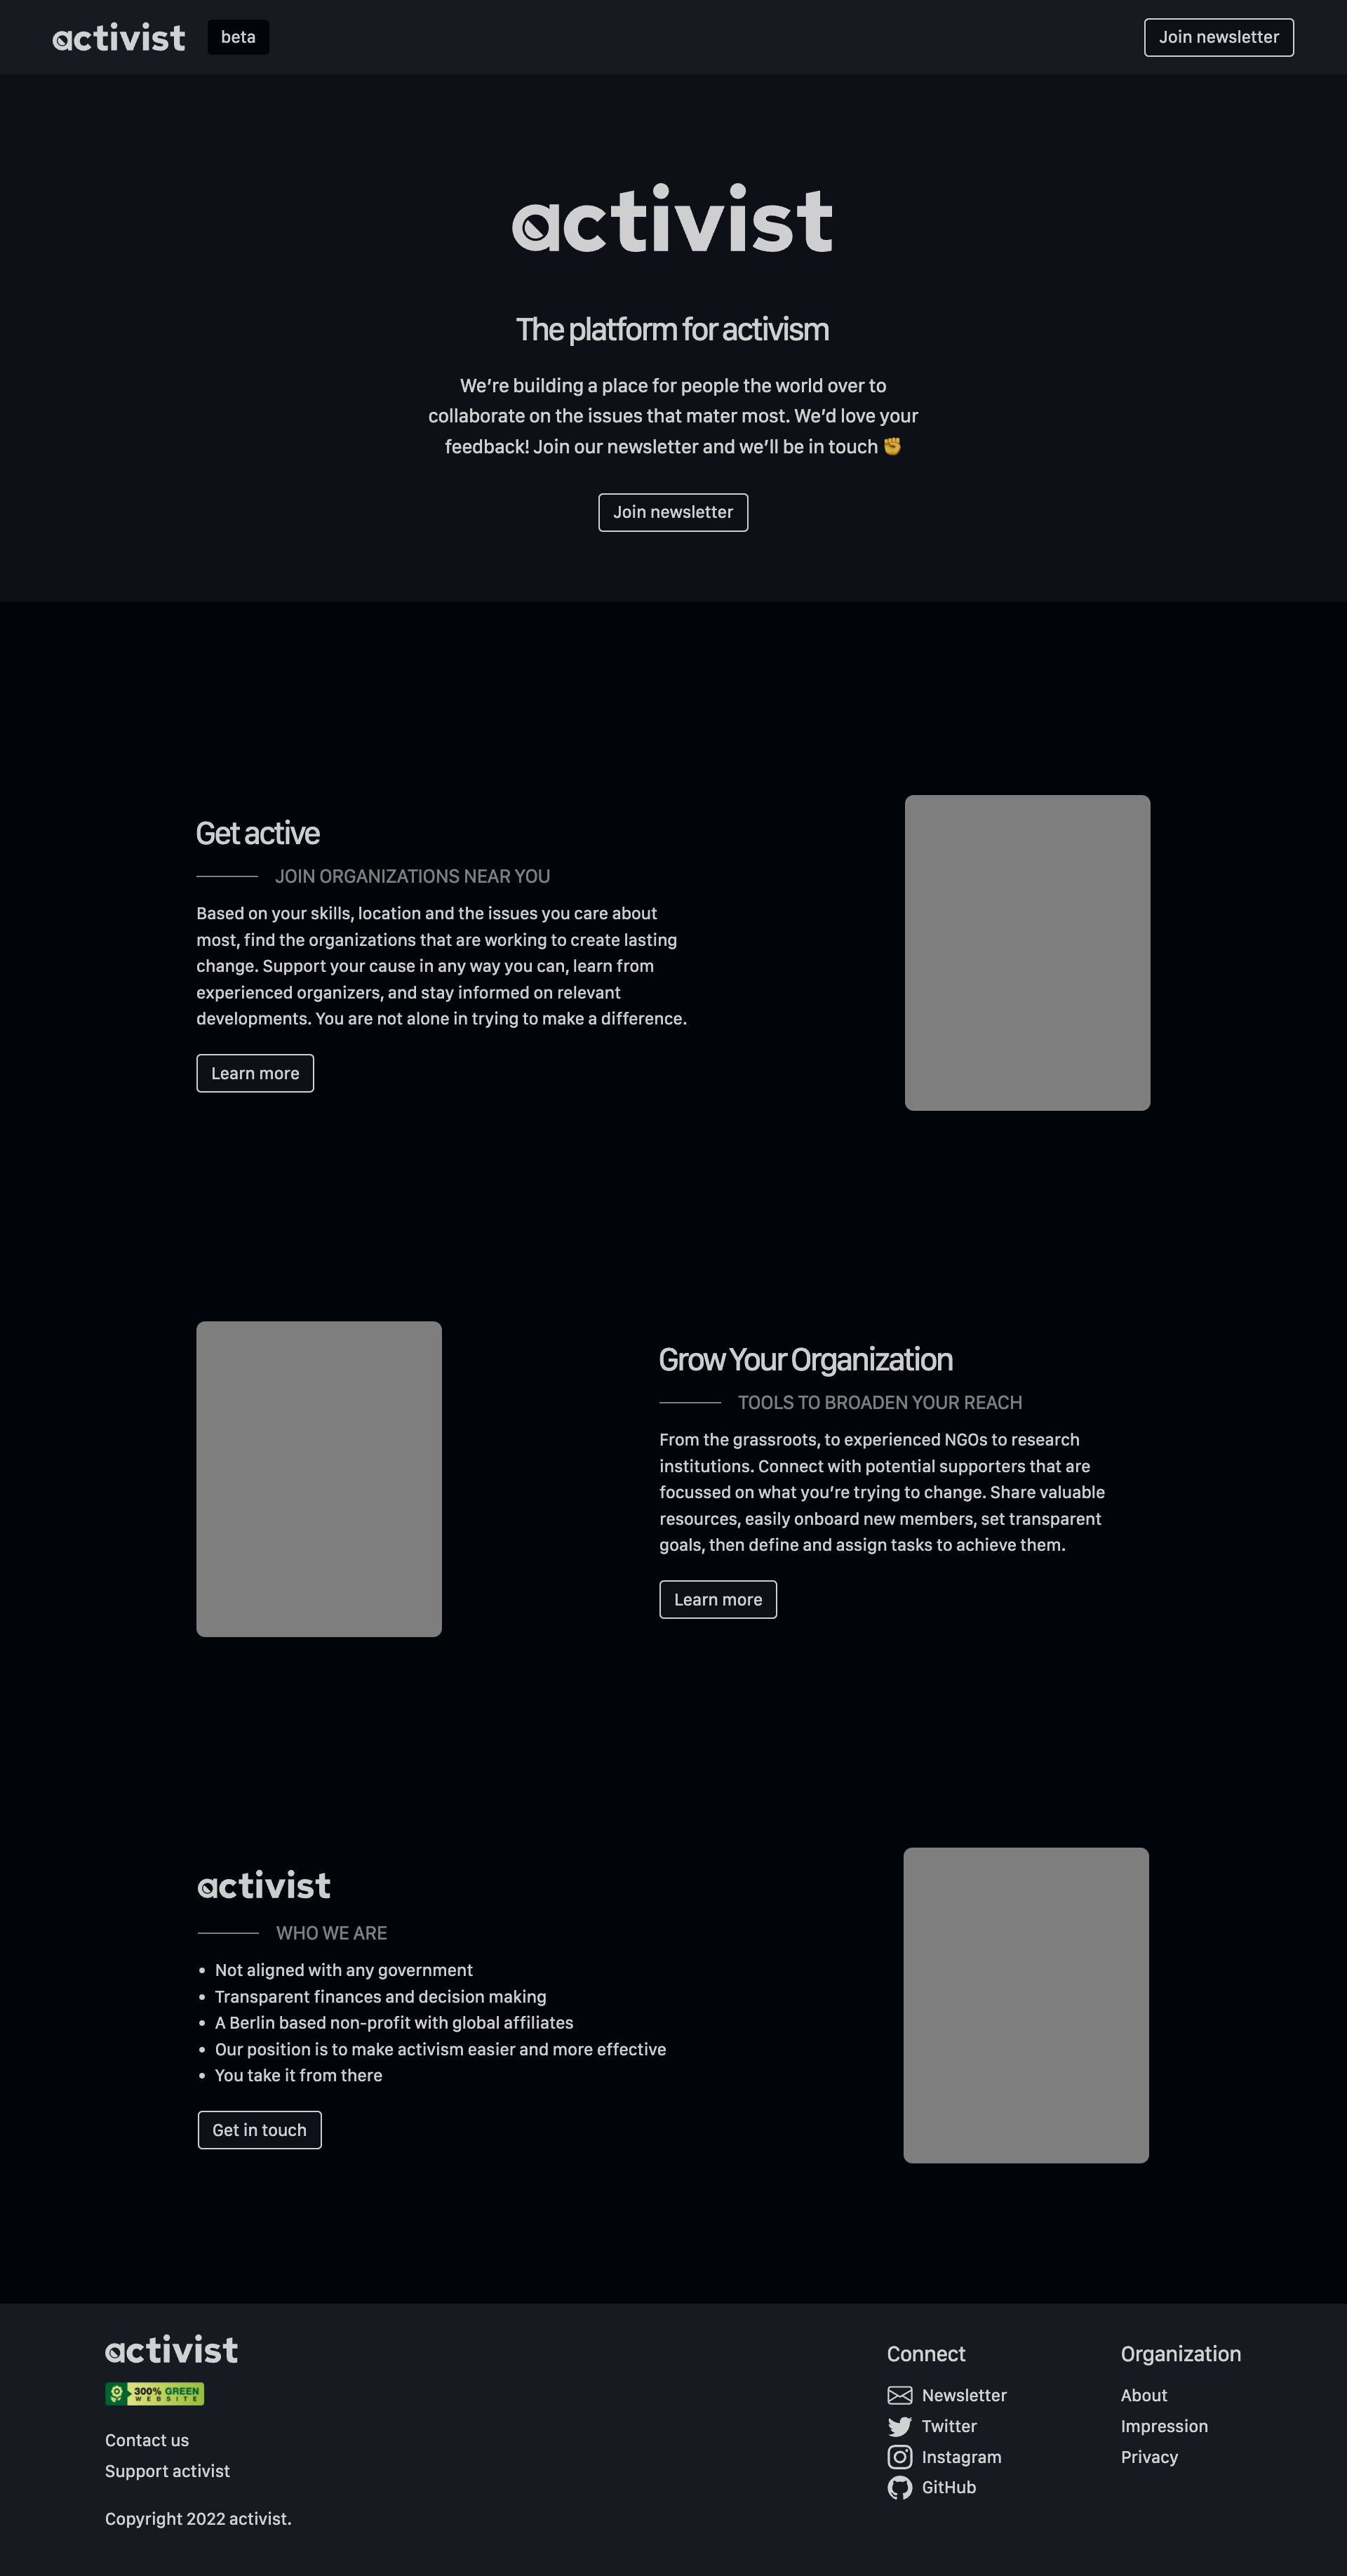 activist
beta
Join newsletter
activist
The platform for activism
We’re building a place for people the world over to
collaborate on the issues that mater most. We’d love your
feedback! Join our newsletter and we’ll be in touch ✊
Join newsletter
Get active
JOIN ORGANIZATIONS NEAR YOU
Based on your skills, location and the issues you care about
most, find the organizations that are working to create lasting
change. Support your cause in any way you can, learn from
experienced organizers, and stay informed on relevant
developments. You are not alone in trying to make a difference.
Learn more
Grow Your Organization
TOOLS TO BROADEN YOUR REACH
From the grassroots, to experienced NGOs to research
institutions. Connect with potential supporters that are
focussed on what you’re trying to change. Share valuable
resources, easily onboard new members, set transparent
goals, then define and assign tasks to achieve them.
Learn more
activist
WHO WE ARE
• Not aligned with any government
• Transparent finances and decision making
• A Berlin based non-profit with global affiliates
• Our position is to make activism easier and more effective
• You take it from there
Get in touch
activist
300% GREEN
WEBSITE
Contact us
Support activist
Copyright 2022 activist.
Connect
Newsletter
Twitter
Instagram
GitHub
Organization
About
Impression
Privacy